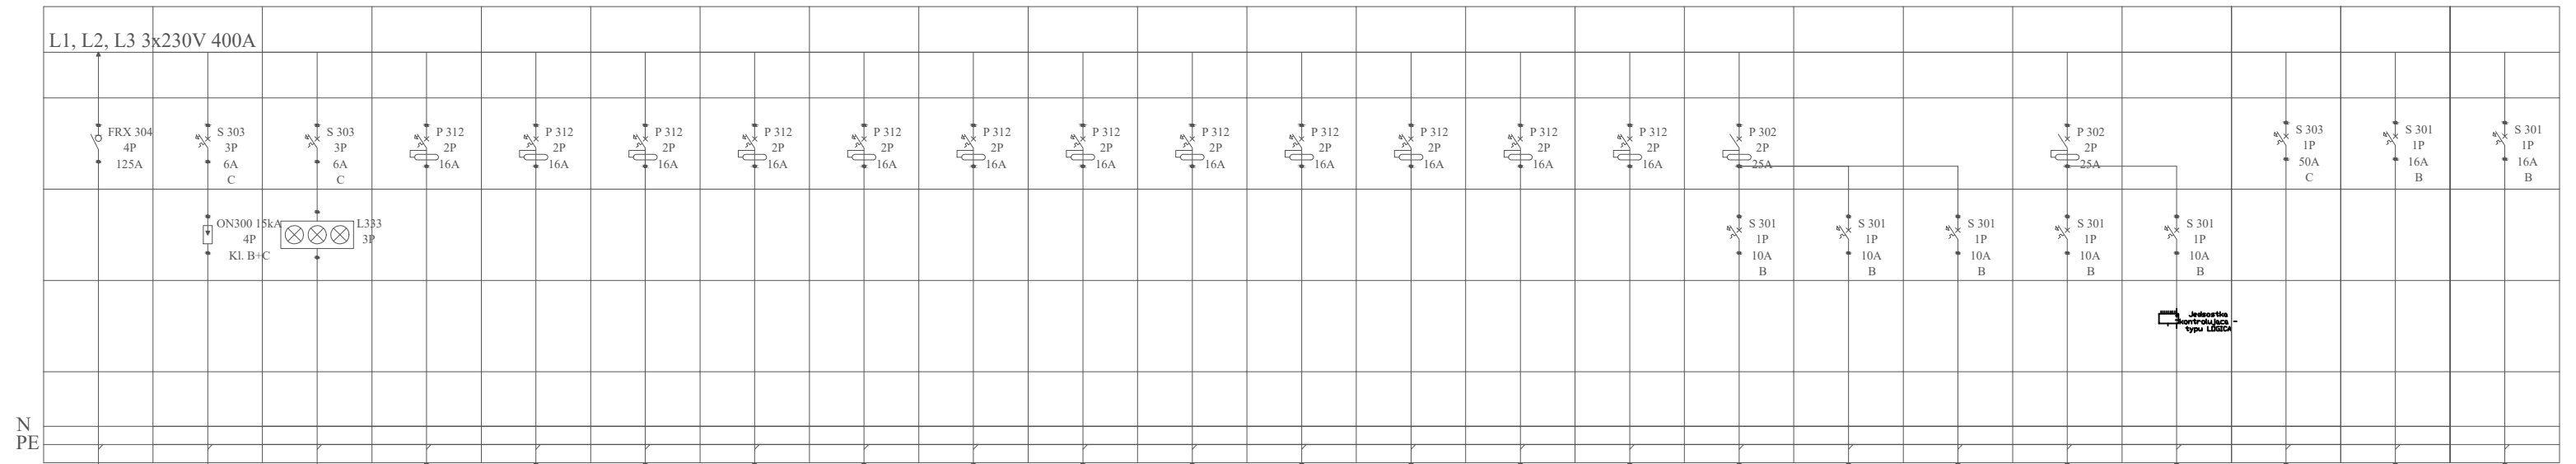 L1, L2, L3 3x230V 400A
FRX 304
4P
125A
S 303
3P
6A
C
S 303
3P
6A
C
P 312
2P
16A
P 312
2P
16A
P 312
2P
16A
P 312
2P
16A
P 312
2P
16A
P 312
2P
16A
P 312
2P
16A
P 312
2P
16A
P 312
2P
16A
P 312
2P
16A
P 312
2P
16A
P 312
2P
16A
P 302
2P
25A
P 302
2P
25A
S 303
1P
50A
C
S 301
1P
16A
B
S 301
1P
16A
B
ON300 15kA
4P
Kl. B+C
L333
3P
S 301
1P
10A
B
S 301
1P
10A
B
S 301
1P
10A
B
S 301
1P
10A
B
S 301
1P
10A
B
Jednostka
kontrolująca -
typu LOGICA
N
PE